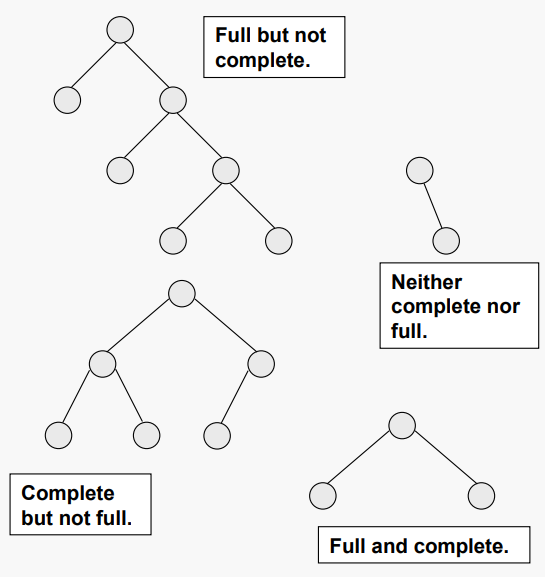 Full but not
complete.
Neither
complete nor
full.
Complete
but not full.
Full and complete.